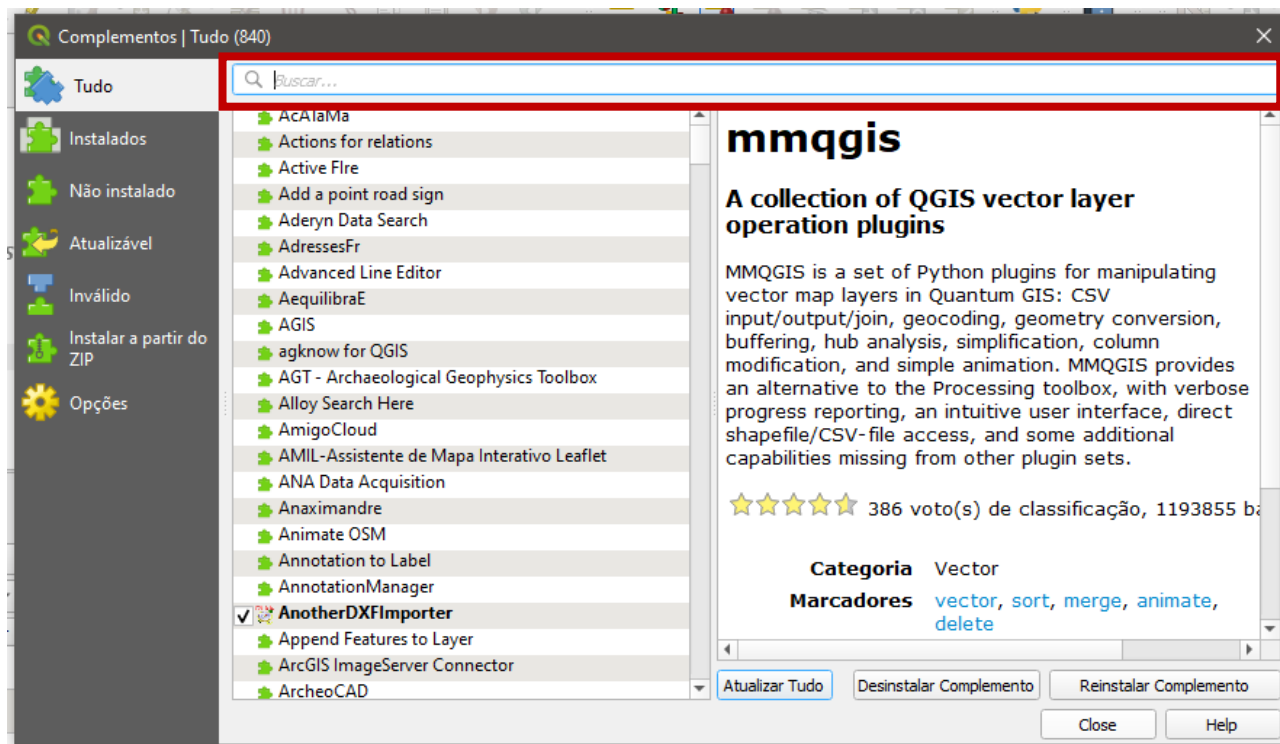 Complementos | Tudo (840)
Tudo
Instalados
Não instalado
Atualizável
Inválido
Instalar a partir do
ZIP
Opções
Buscar...
AcATaMa
Actions for relations
Active FIre
Add a point road sign
Aderyn Data Search
AdressesFr
Advanced Line Editor
AequilibraE
AGIS
agknow for QGIS
AGT - Archaeological Geophysics Toolbox
Alloy Search Here
AmigoCloud
AMIL-Assistente de Mapa Interativo Leaflet
ANA Data Acquisition
Anaximandre
Animate OSM
Annotation to Label
AnnotationManager
AnotherDXFImporter
Append Features to Layer
ArcGIS ImageServer Connector
ArcheoCAD
mmqgis
A collection of QGIS vector layer
operation plugins
MMQGIS is a set of Python plugins for manipulating
vector map layers in Quantum GIS: CSV
input/output/join, geocoding, geometry conversion,
buffering, hub analysis, simplification, column
modification, and simple animation. MMQGIS provides
an alternative to the Processing toolbox, with verbose
progress reporting, an intuitive user interface, direct
shapefile/CSV-file access, and some additional
capabilities missing from other plugin sets.
386 voto(s) de classificação, 1193855 ba
Categoria Vector
Marcadores vector, sort, merge, animate,
delete
Atualizar Tudo Desinstalar Complemento Reinstalar Complemento
Close Help